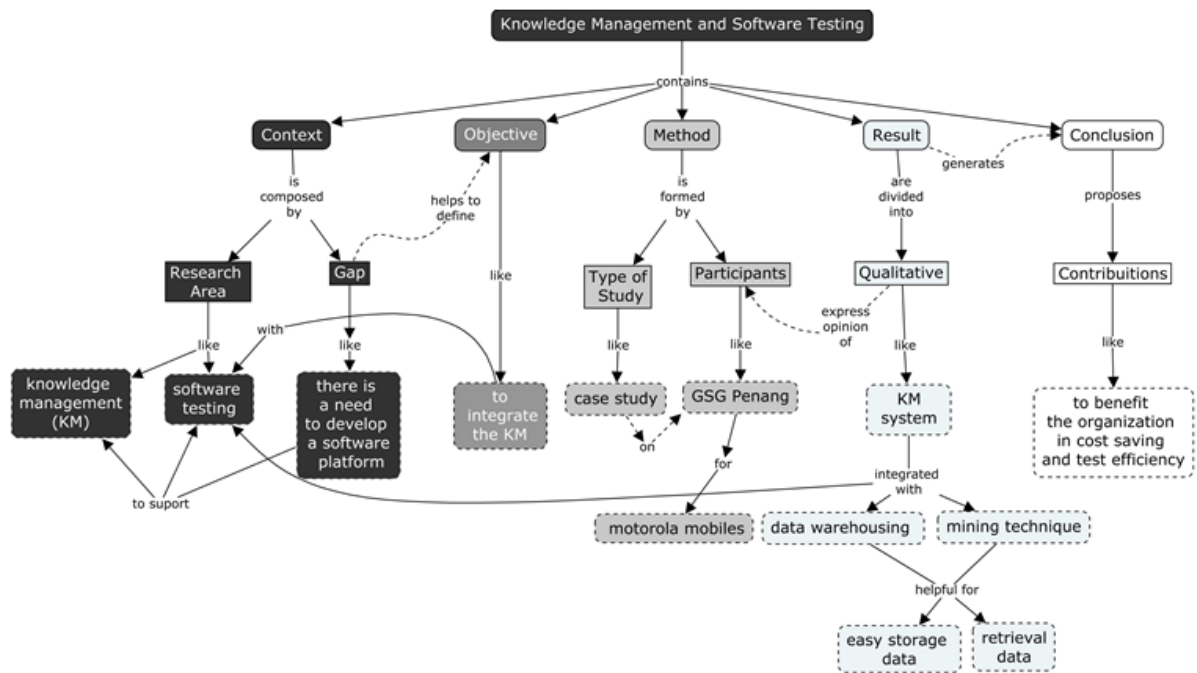 Knowledge Management and Software Testing
contains
Context
Objective
Method
Result
Conclusion
generates
is
composed
by
helps to
define
is
formed
by
are
divided
into
proposes
Research
Area
Gap
like
Type of
Study
Participants
Qualitative
Contribuitions
express
opinion
of
with
like
like
like
like
like
like
knowledge
management
(KM)
software
testing
there is
a need
to develop
a software
platform
to
integrate
the KM
case study
on
GSG Penang
KM
system
to benefit
the organization
in cost saving
and test efficiency
to suport
for
integrated
with
motorola mobiles
data warehousing
mining technique
helpful for
easy storage
data
retrieval
data